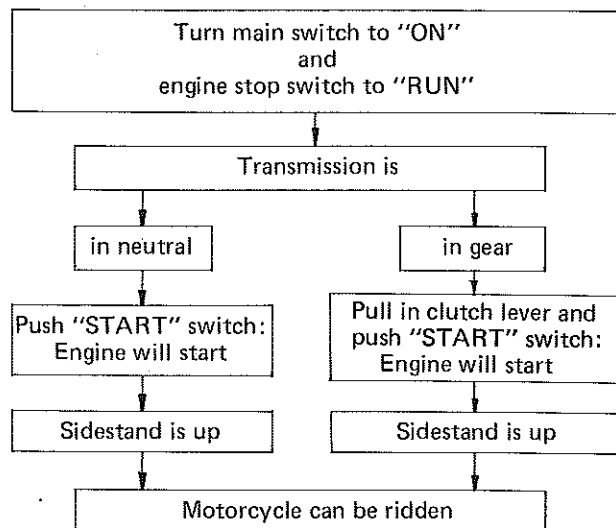 Turn main switch to "ON"
and
engine stop switch to "RUN"
Transmission is
in neutral
in gear
Push "START" switch:
Engine will start
Pull in clutch lever and
push "START" switch:
Engine will start
Sidestand is up
Sidestand is up
Motorcycle can be ridden